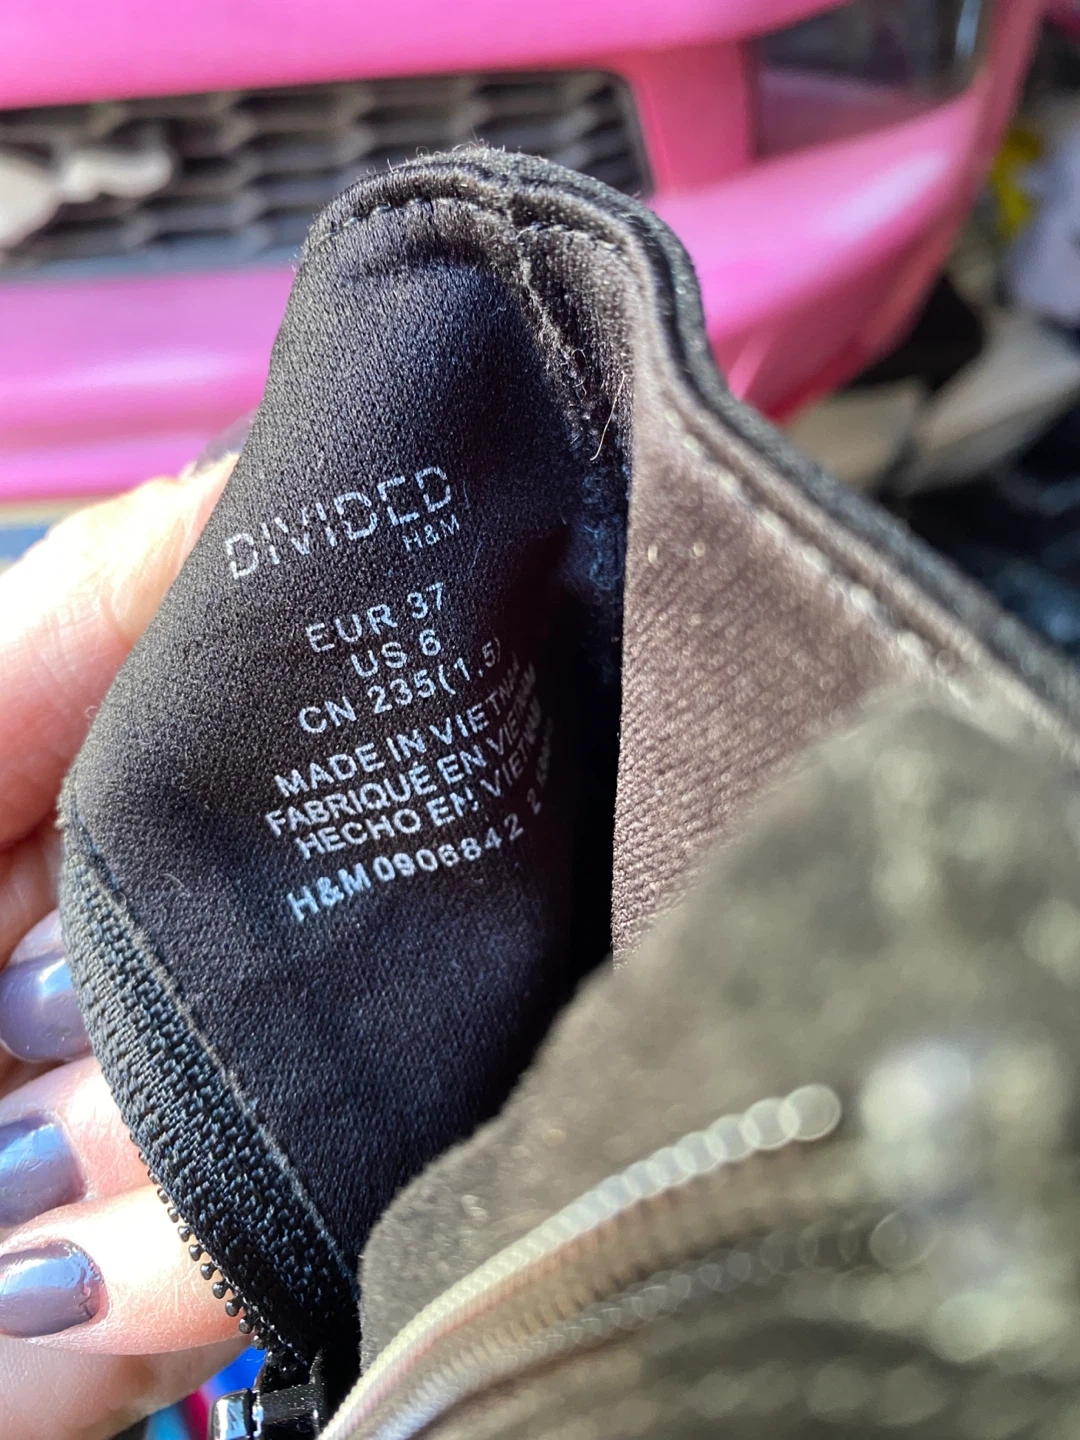 DIVIDED
H&M
EUR 37
US 6
CN 235(1,5)
MADE IN VIETNAM
FABRIQUÉ EN VIETNAM
HECHO EN VIETNAM
H&M 0906842 2